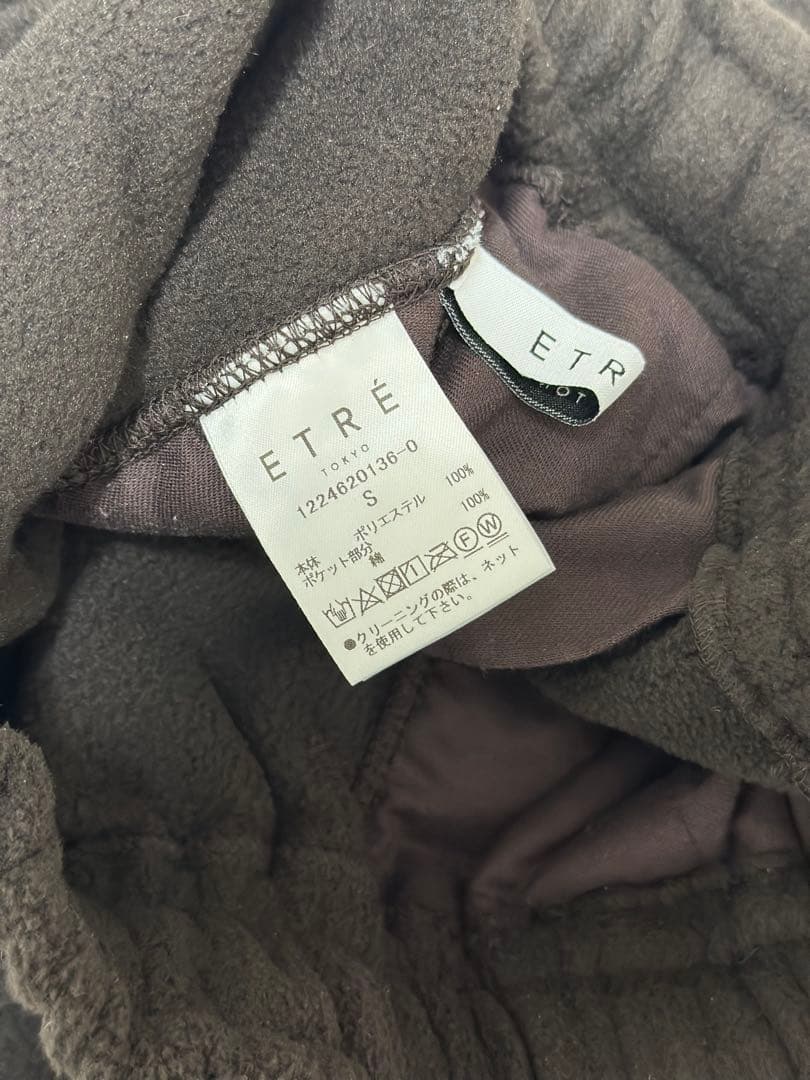 ETRÉ
TOKYO
1224620136-0
S
本体 ポリエステル 100%
ポケット部分 綿 100%
●クリーニングの際は、ネット
を使用して下さい。
ETR